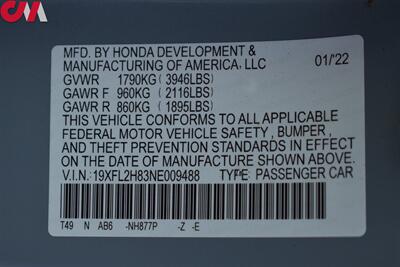 CM
MFD. BY HONDA DEVELOPMENT &
MANUFACTURING OF AMERICA, LLC
GVWR 1790KG (3946LBS) 01/'22
GAWR F 960KG (2116LBS)
GAWR R 860KG (1895LBS)
THIS VEHICLE CONFORMS TO ALL APPLICABLE
FEDERAL MOTOR VEHICLE SAFETY , BUMPER ,
AND THEFT PREVENTION STANDARDS IN EFFECT
ON THE DATE OF MANUFACTURE SHOWN ABOVE.
V.I.N.:19XFL2H83NE009488 TYPE: PASSENGER CAR
T49 N AB6 -NH877P -Z -E